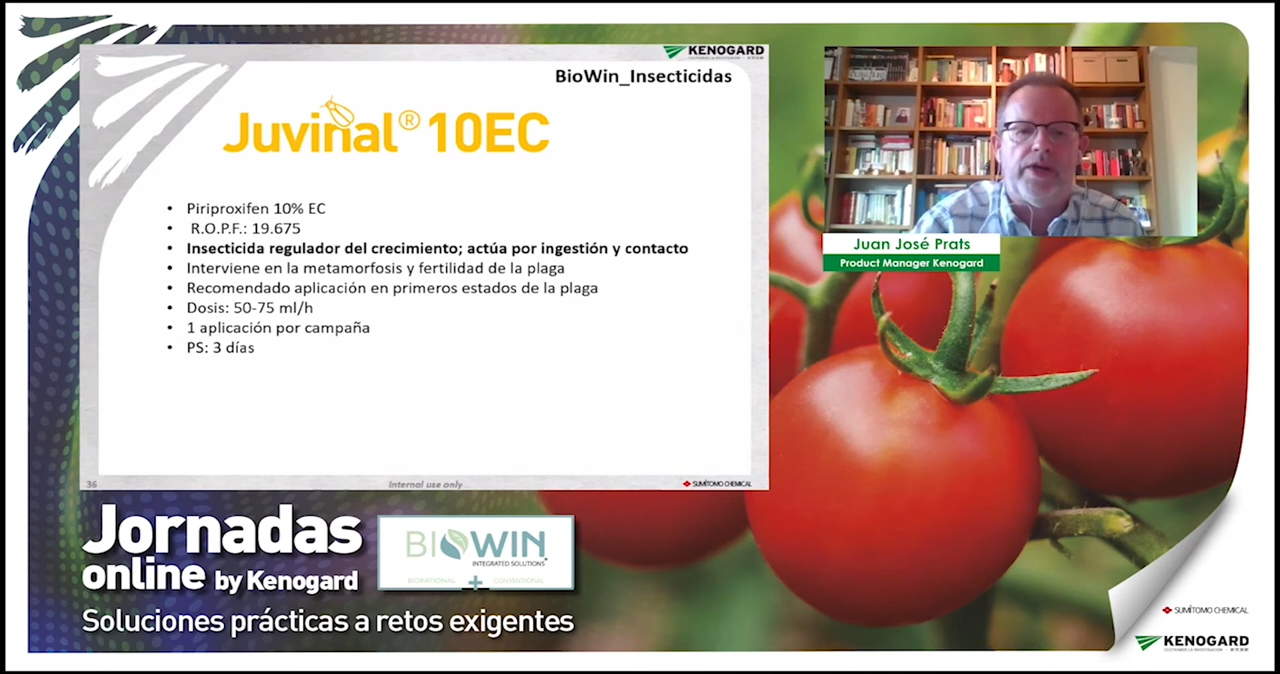 KENOGARD
BioWin_Insecticidas
Juvinal® 10EC
• Piriproxifen 10% EC
• R.O.P.F.: 19.675
• Insecticida regulador del crecimiento; actúa por ingestión y contacto
• Interviene en la metamorfosis y fertilidad de la plaga
• Recomendado aplicación en primeros estados de la plaga
• Dosis: 50-75 ml/h
• 1 aplicación por campaña
• PS: 3 días
36
Internal use only
SUMITOMO CHEMICAL
Juan José Prats
Product Manager Kenogard
Jornadas
online by Kenogard
BIOWIN
INTEGRATED SOLUTIONS
BIORATIONAL + CONVENTIONAL
Soluciones prácticas a retos exigentes
SUMITOMO CHEMICAL
KENOGARD